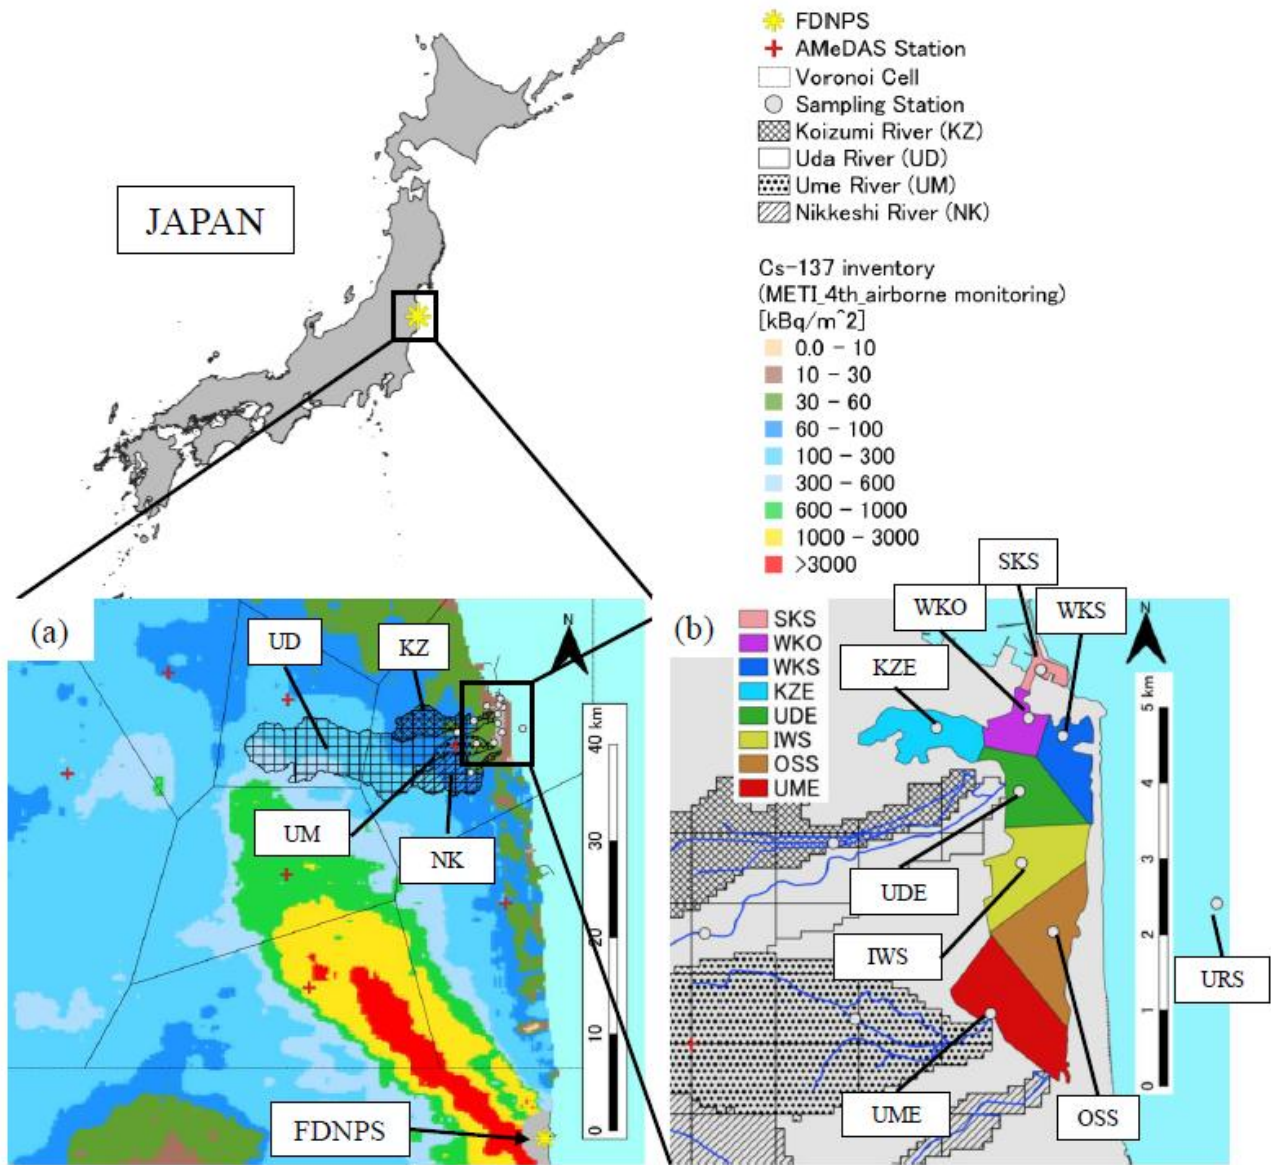 FDNPS
AMeDAS Station
Voronoi Cell
Sampling Station
Koizumi River (KZ)
Uda River (UD)
Ume River (UM)
Nikkeshi River (NK)
JAPAN
Cs-137 inventory
(METI_4th_airborne monitoring)
[kBq/m^2]
0.0 - 10
10 - 30
30 - 60
60 - 100
100 - 300
300 - 600
600 - 1000
1000 - 3000
>3000
(a)
UD
KZ
N
UM
NK
FDNPS
0
10
20
30
40 km
(b)
SKS
WKO
WKS
KZE
UDE
IWS
OSS
UME
SKS
WKO
WKS
KZE
N
5 km
4
3
2
1
0
UDE
IWS
URS
UME
OSS